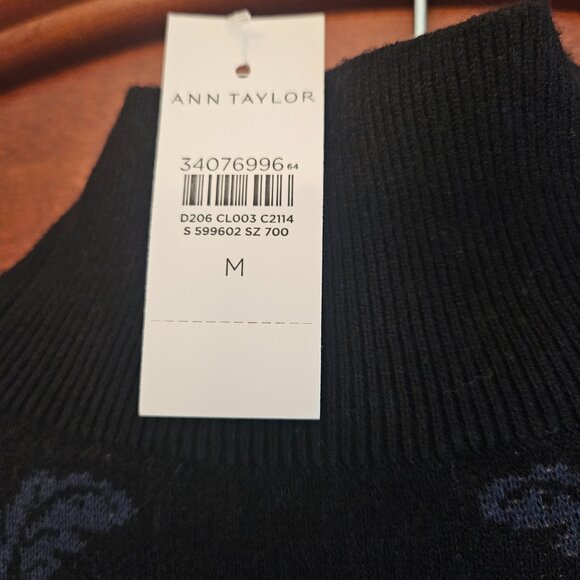 ANN TAYLOR
34076996 64
D206 CL003 C2114
S 599602 SZ 700
M